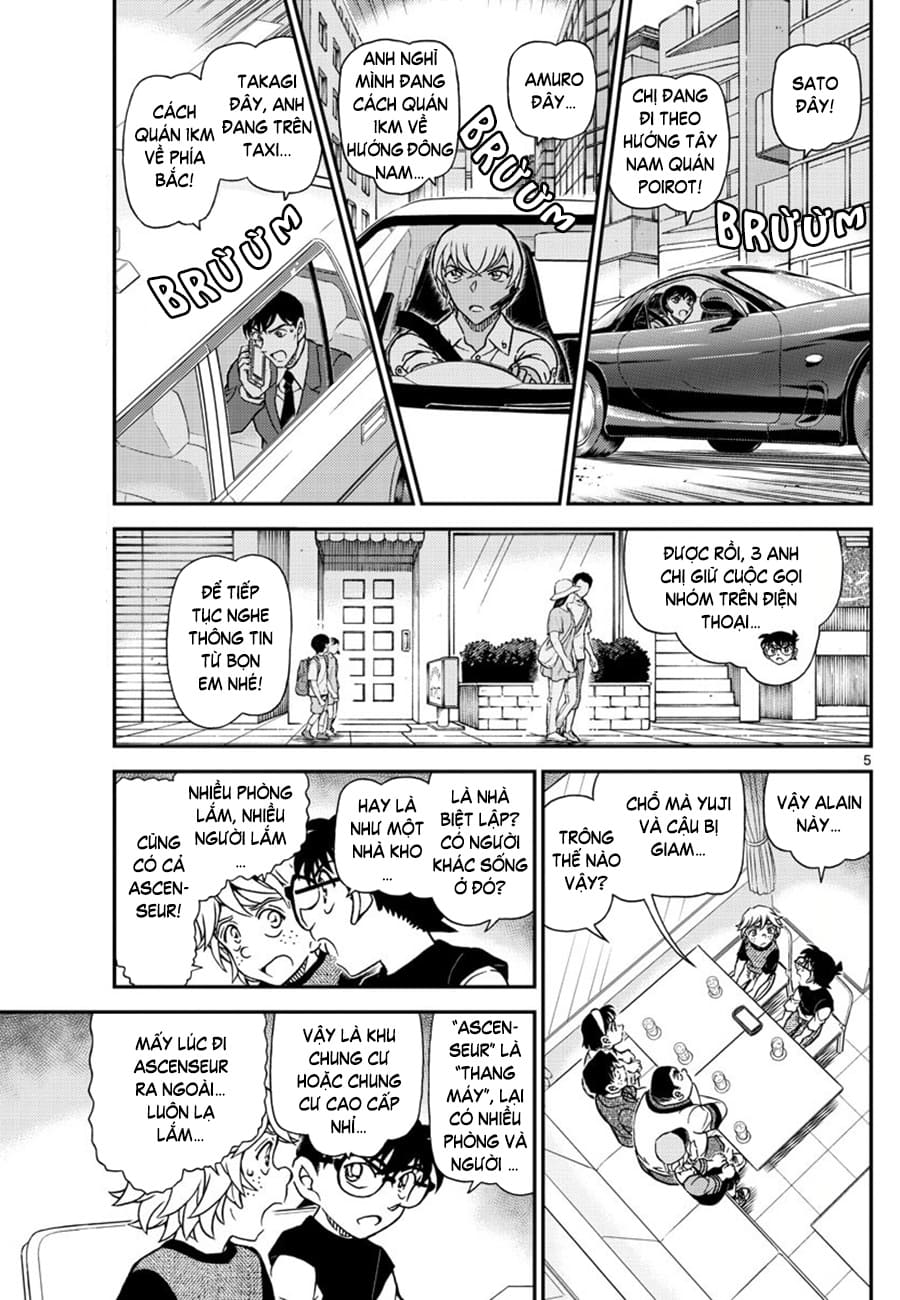 SATO
ĐÂY!
CHỊ ĐANG
ĐI THEO
HƯỚNG TÂY
NAM QUÁN
POIROT!
BRỪỪM
AMURO
ĐÂY...
ANH NGHĨ
MÌNH ĐANG
CÁCH QUÁN
1KM VỀ
HƯỚNG ĐÔNG
NAM...
BRỪỪM
TAKAGI
ĐÂY, ANH
ĐANG TRÊN
TAXI...
CÁCH
QUÁN 1KM
VỀ PHÍA
BẮC!
BRỪỪM
ĐƯỢC RỒI, 3 ANH
CHỊ GIỮ CUỘC GỌI
NHÓM TRÊN ĐIỆN
THOẠI...
ĐỂ TIẾP
TỤC NGHE
THÔNG TIN
TỪ BỌN
EM NHÉ!
5
VẬY ALAIN
NÀY...
CHỔ MÀ YUJI
VÀ CẬU BỊ
GIAM...
TRÔNG
THẾ NÀO
VẬY?
LÀ NHÀ
BIỆT LẬP?
CÓ NGƯỜI
KHÁC SỐNG
Ở ĐÓ?
HAY LÀ
NHƯ MỘT
NHÀ KHO
...
NHIỀU PHÒNG
LẮM, NHIỀU
NGƯỜI LẮM
...
CŨNG
CÓ CẢ
ASCEN-
SEUR!
“ASCEN-
SEUR” LÀ
“THANG
MÁY”, LẠI
CÓ NHIỀU
PHÒNG VÀ
NGƯỜI ...
VẬY LÀ KHU
CHUNG CƯ
HOẶC CHUNG
CƯ CAO CẤP
NHỈ...
MẤY LÚC ĐI
ASCENSEUR
RA NGOÀI...
LUÔN LẠ
LẮM...